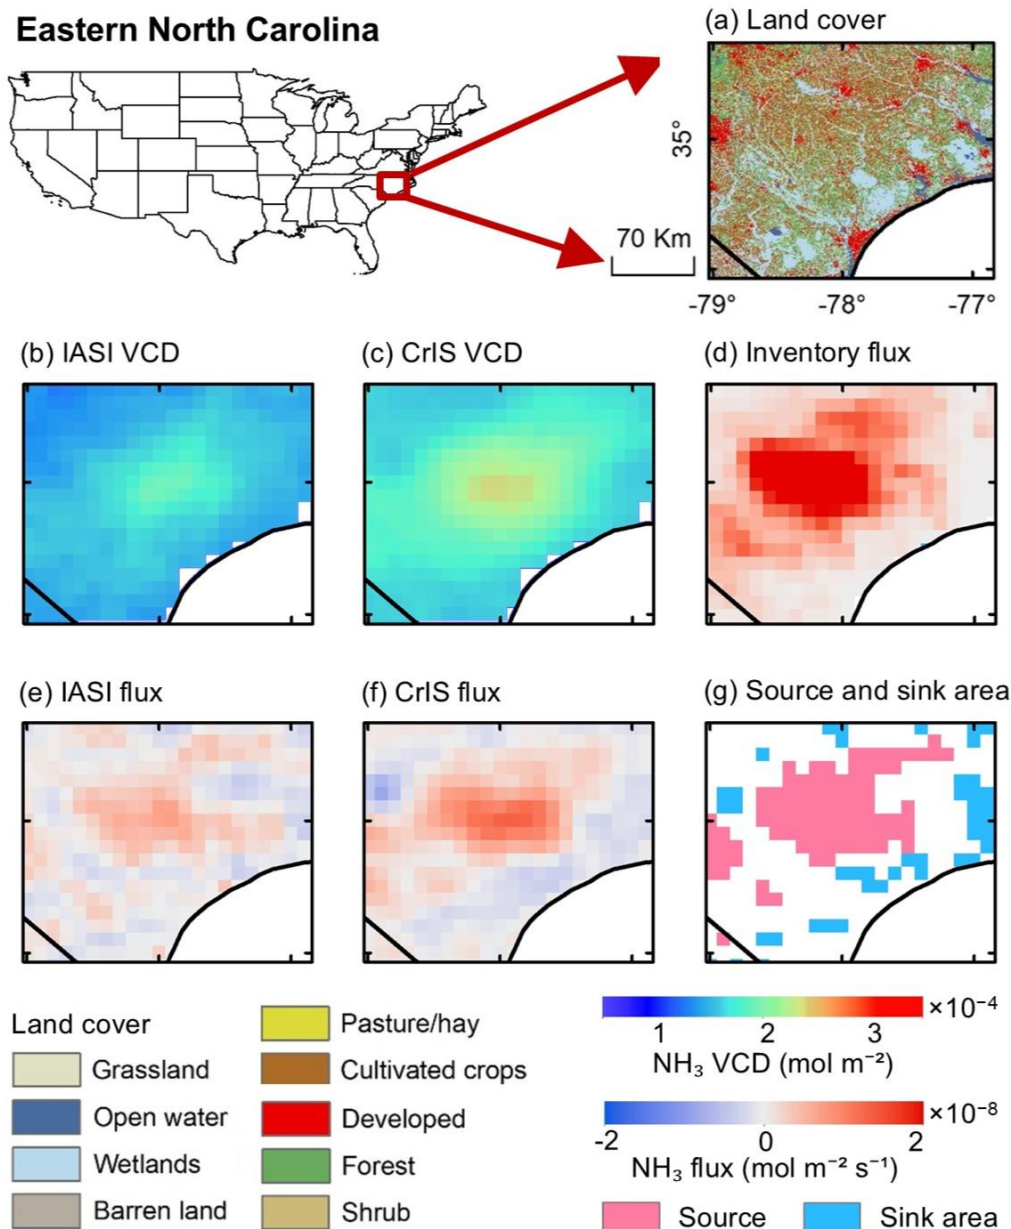 Eastern North Carolina
(a) Land cover
35°
70 Km
-79° -78° -77°
(b) IASI VCD
(c) CrIS VCD
(d) Inventory flux
(e) IASI flux
(f) CrIS flux
(g) Source and sink area
Land cover
Grassland
Open water
Wetlands
Barren land
Pasture/hay
Cultivated crops
Developed
Forest
Shrub
×10⁻⁴
1 2 3
NH₃ VCD (mol m⁻²)
×10⁻⁸
-2 0 2
NH₃ flux (mol m⁻² s⁻¹)
Source
Sink area